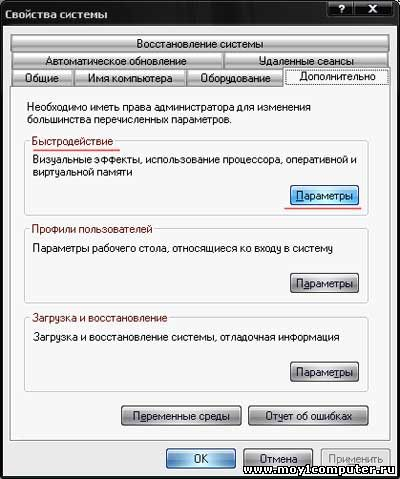 Свойства системы
Восстановление системы
Автоматическое обновление Удаленные сеансы
Общие Имя компьютера Оборудование Дополнительно
Необходимо иметь права администратора для изменения
большинства перечисленных параметров.
Быстродействие
Визуальные эффекты, использование процессора, оперативной и
виртуальной памяти
Параметры
Профили пользователей
Параметры рабочего стола, относящиеся ко входу в систему
Параметры
Загрузка и восстановление
Загрузка и восстановление системы, отладочная информация
Параметры
Переменные среды Отчет об ошибках
OK Отмена Применить
www.moy1computer.ru